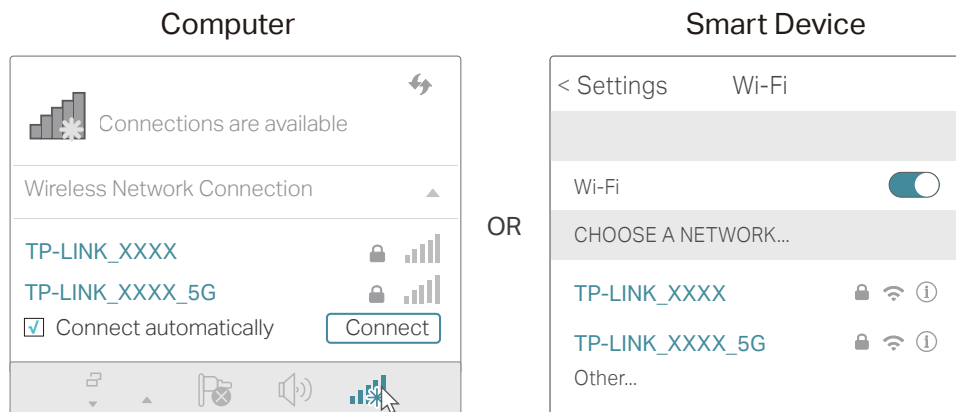 Computer
Connections are available
Wireless Network Connection
TP-LINK_XXXX
TP-LINK_XXXX_5G
Connect automatically
Connect
OR
Smart Device
< Settings Wi-Fi
Wi-Fi
CHOOSE A NETWORK...
TP-LINK_XXXX
TP-LINK_XXXX_5G
Other...